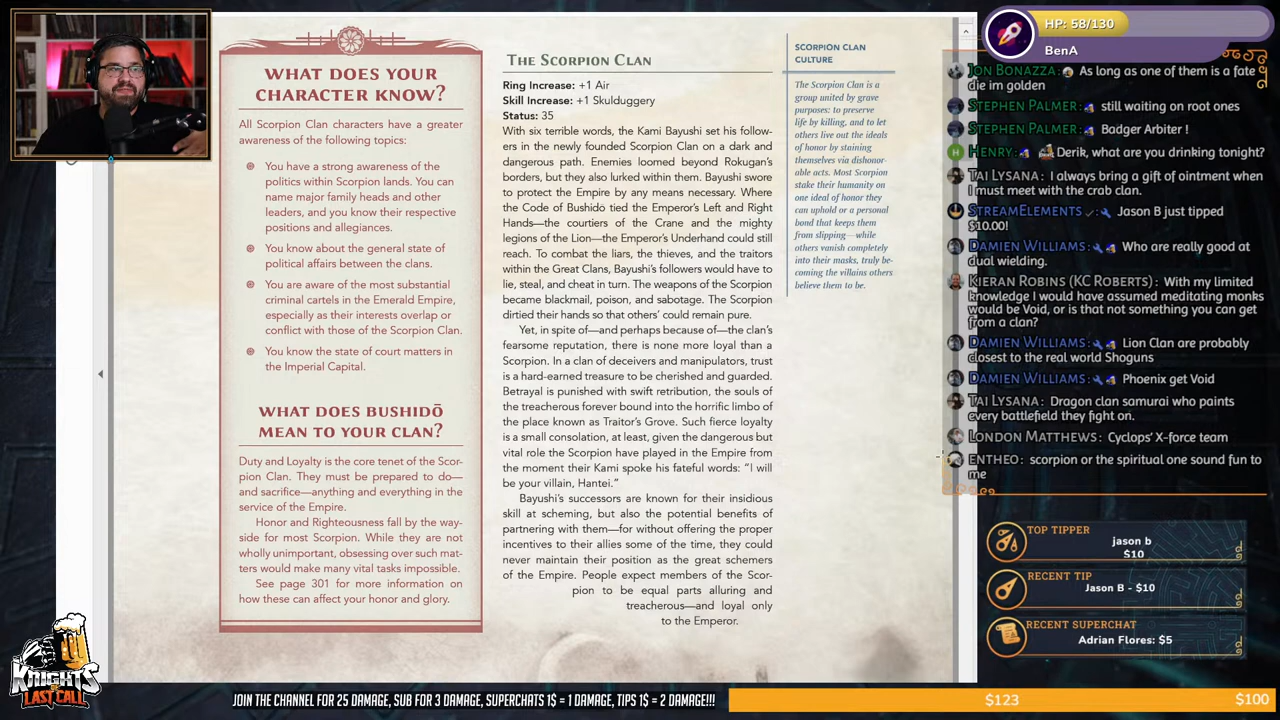 WHAT DOES YOUR
CHARACTER KNOW?
All Scorpion Clan characters have a greater
awareness of the following topics:
You have a strong awareness of the
politics within Scorpion lands. You can
name major family heads and other
leaders, and you know their respective
positions and allegiances.
You know about the general state of
political affairs between the clans.
You are aware of the most substantial
criminal cartels in the Emerald Empire,
especially as their interests overlap or
conflict with those of the Scorpion Clan.
You know the state of court matters in
the Imperial Capital.
WHAT DOES BUSHIDŌ
MEAN TO YOUR CLAN?
Duty and Loyalty is the core tenet of the Scor-
pion Clan. They must be prepared to do—
and sacrifice—anything and everything in the
service of the Empire.
Honor and Righteousness fall by the way-
side for most Scorpion. While they are not
wholly unimportant, obsessing over such mat-
ters would make many vital tasks impossible.
See page 301 for more information on
how these can affect your honor and glory.
THE SCORPION CLAN
Ring Increase: +1 Air
Skill Increase: +1 Skulduggery
Status: 35
With six terrible words, the Kami Bayushi set his follow-
ers in the newly founded Scorpion Clan on a dark and
dangerous path. Enemies loomed beyond Rokugan's
borders, but they also lurked within them. Bayushi swore
to protect the Empire by any means necessary. Where
the Code of Bushidō tied the Emperor's Left and Right
Hands—the courtiers of the Crane and the mighty
legions of the Lion—the Emperor's Underhand could still
reach. To combat the liars, the thieves, and the traitors
within the Great Clans, Bayushi's followers would have to
lie, steal, and cheat in turn. The weapons of the Scorpion
became blackmail, poison, and sabotage. The Scorpion
dirtied their hands so that others' could remain pure.
Yet, in spite of—and perhaps because of—the clan's
fearsome reputation, there is none more loyal than a
Scorpion. In a clan of deceivers and manipulators, trust
is a hard-earned treasure to be cherished and guarded.
Betrayal is punished with swift retribution, the souls of
the treacherous forever bound into the horrific limbo of
the place known as Traitor's Grove. Such fierce loyalty
is a small consolation, at least, given the dangerous but
vital role the Scorpion have played in the Empire from
the moment their Kami spoke his fateful words: "I will
be your villain, Hantei."
Bayushi's successors are known for their insidious
skill at scheming, but also the potential benefits of
partnering with them—for without offering the proper
incentives to their allies some of the time, they could
never maintain their position as the great schemers
of the Empire. People expect members of the Scor-
pion to be equal parts alluring and
treacherous—and loyal only
to the Emperor.
SCORPION CLAN
CULTURE
The Scorpion Clan is a
group united by grave
purposes: to preserve
life by killing, and to let
others live out the ideals
of honor by staining
themselves via dishonor-
able acts. Most Scorpion
stake their humanity on
one ideal of honor they
can uphold or a personal
bond that keeps them
from slipping—while
others vanish completely
into their masks, truly be-
coming the villains others
believe them to be.
HP: 58/130
BenA
JON BONAZZA: As long as one of them is a fate
die im golden
STEPHEN PALMER: still waiting on root ones
STEPHEN PALMER: Badger Arbiter !
H HENRY: Derik, what are you drinking tonight?
TAI LYSANA: I always bring a gift of ointment when
I must meet with the crab clan.
STREAMELEMENTS: Jason B just tipped
$10.00!
DAMIEN WILLIAMS: Who are really good at
dual wielding.
KIERAN ROBINS (KC ROBERTS): With my limited
knowledge I would have assumed meditating monks
would be Void, or is that not something you can get
from a clan?
DAMIEN WILLIAMS: Lion Clan are probably
closest to the real world Shoguns
DAMIEN WILLIAMS: Phoenix get Void
TAI LYSANA: Dragon clan samurai who paints
every battlefield they fight on.
LONDON MATTHEWS: Cyclops' X-force team
ENTHEO: scorpion or the spiritual one sound fun to
me
TOP TIPPER
jason b
$10
RECENT TIP
Jason B - $10
RECENT SUPERCHAT
Adrian Flores: $5
KNIGHTS
OF
LAST CALL
JOIN THE CHANNEL FOR 25 DAMAGE, SUB FOR 3 DAMAGE, SUPERCHATS 1$ = 1 DAMAGE, TIPS 1$ = 2 DAMAGE!!!
$123
$100